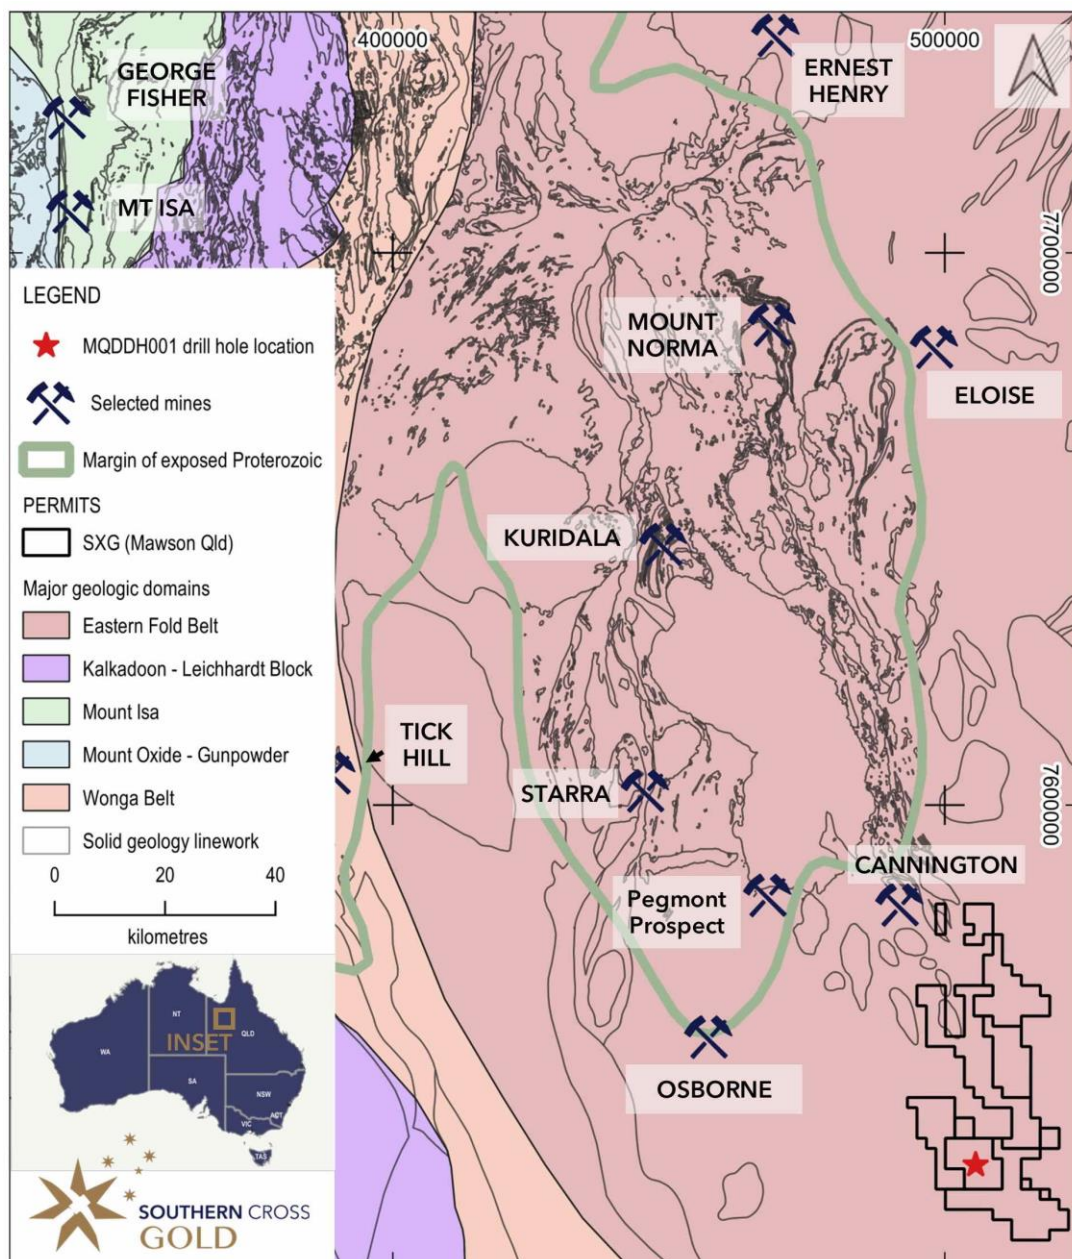 400000
500000
GEORGE
FISHER
ERNEST
HENRY
MT ISA
7700000
MOUNT
NORMA
ELOISE
KURIDALA
TICK
HILL
STARRA
7600000
CANNINGTON
Pegmont
Prospect
OSBORNE
LEGEND
MQDDH001 drill hole location
Selected mines
Margin of exposed Proterozoic
PERMITS
SXG (Mawson Qld)
Major geologic domains
Eastern Fold Belt
Kalkadoon - Leichhardt Block
Mount Isa
Mount Oxide - Gunpowder
Wonga Belt
Solid geology linework
0 20 40
kilometres
NT
QLD
INSET
WA
SA
NSW
ACT
VIC
TAS
SOUTHERN CROSS
GOLD